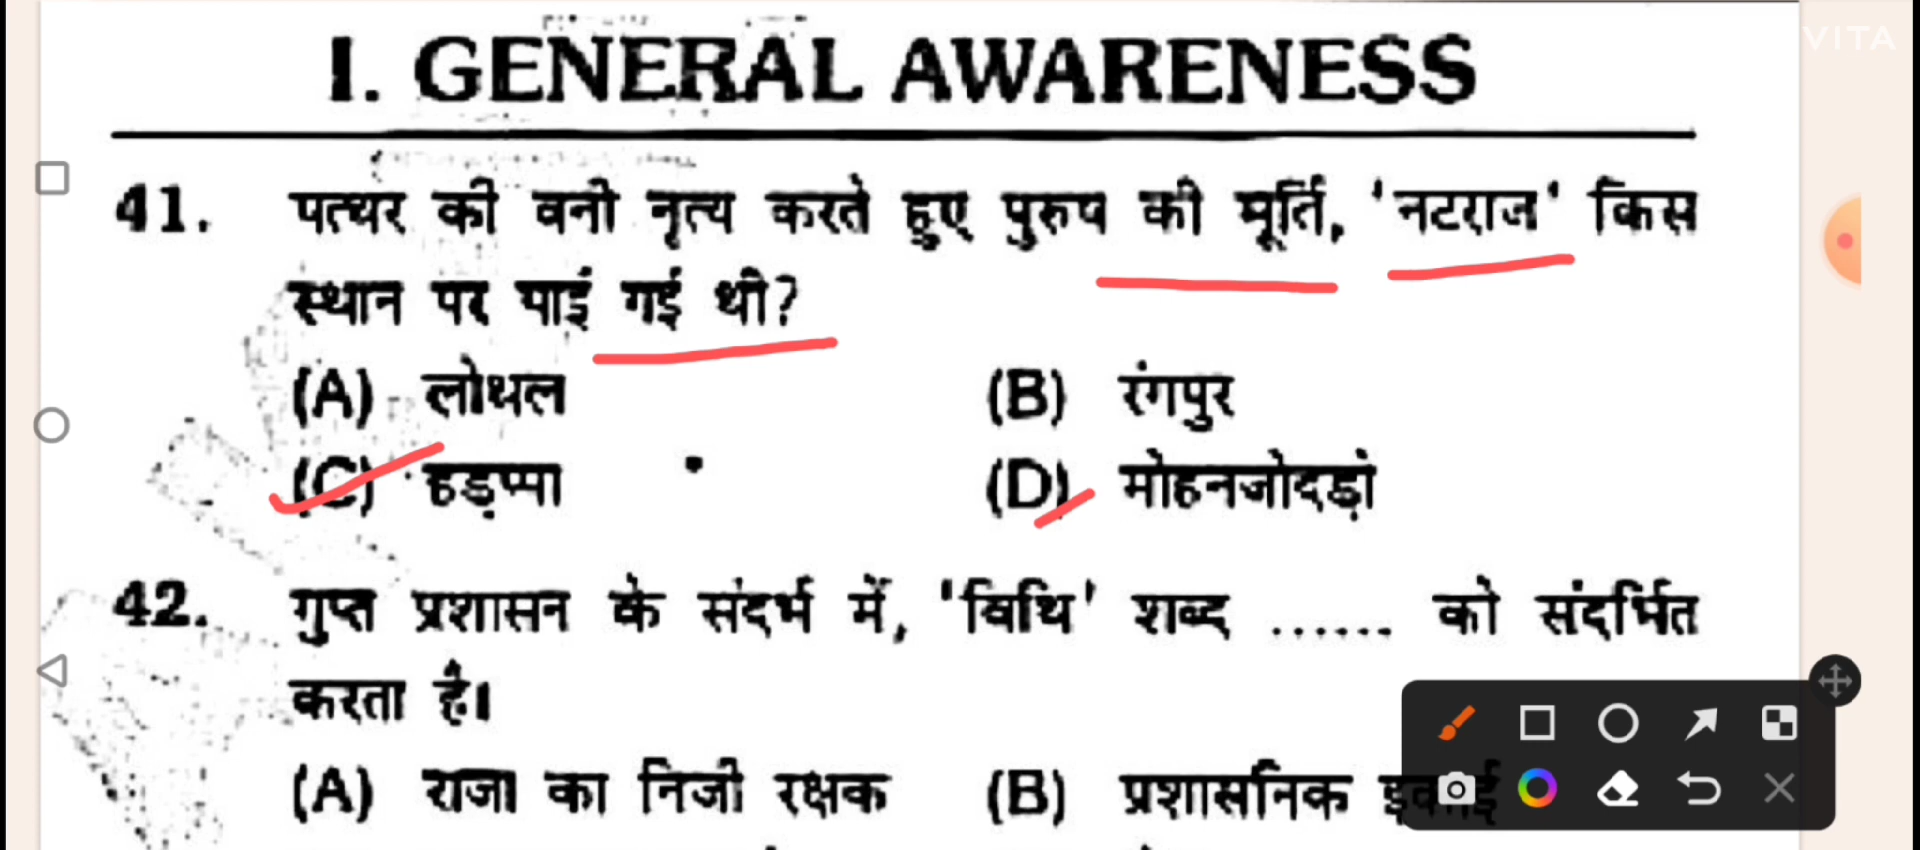 VITA
I. GENERAL AWARENESS
41. पत्थर की बनी नृत्य करते हुए पुरुष की मूर्ति, 'नटराज' किस
स्थान पर पाई गई थी?
(A) लोथल (B) रंगपुर
(C) हड़प्पा (D) मोहनजोदड़ो
42. गुप्त प्रशासन के संदर्भ में, 'विथि' शब्द ...... को संदर्भित
करता है।
(A) राजा का निजी रक्षक (B) प्रशासनिक